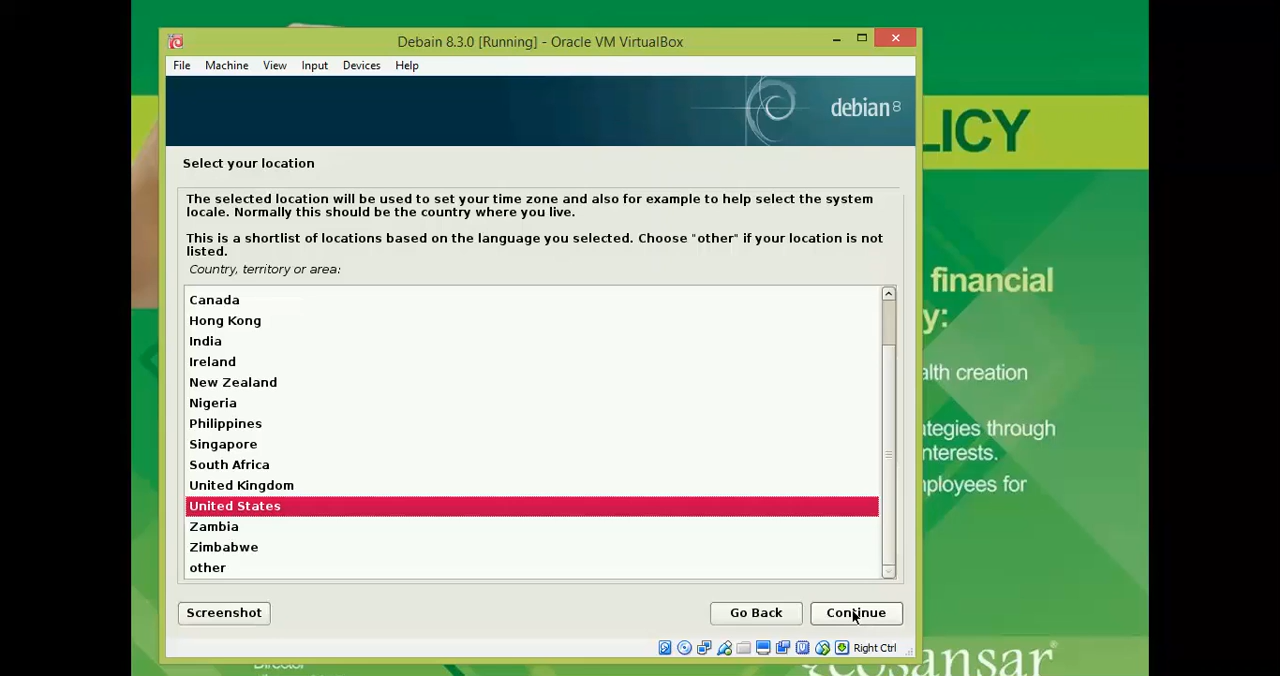 Debain 8.3.0 [Running] - Oracle VM VirtualBox
File Machine View Input Devices Help
debian 8
LICY
Select your location
The selected location will be used to set your time zone and also for example to help select the system
locale. Normally this should be the country where you live.
This is a shortlist of locations based on the language you selected. Choose "other" if your location is not
listed.
Country, territory or area:
Canada
Hong Kong
India
Ireland
New Zealand
Nigeria
Philippines
Singapore
South Africa
United Kingdom
United States
Zambia
Zimbabwe
other
financial
y:
alth creation
ategies through
nterests.
ployees for
Screenshot Go Back Continue
Right Ctrl
Director
cosansar®